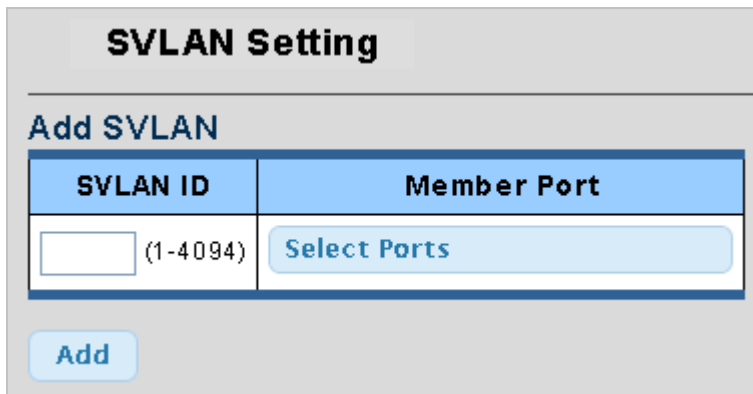 SVLAN Setting
Add SVLAN
SVLAN ID Member Port
(1-4094) Select Ports
Add